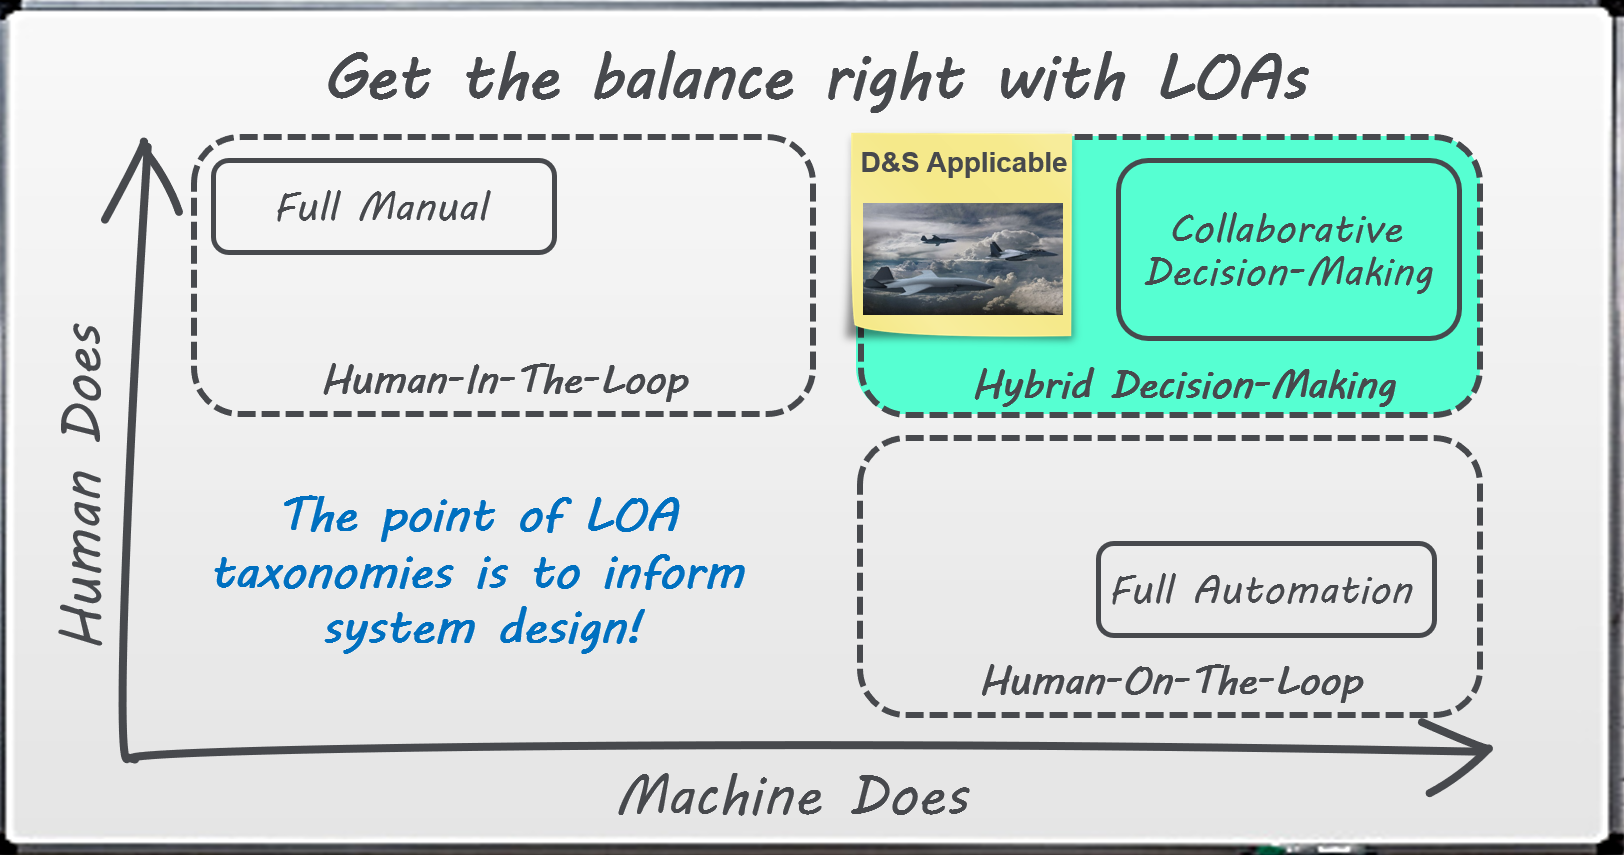 Get the balance right with LOAs
Full Manual
Human-In-The-Loop
D&S Applicable
Collaborative
Decision-Making
Hybrid Decision-Making
Human Does
The point of LOA
taxonomies is to inform
system design!
Full Automation
Human-On-The-Loop
Machine Does